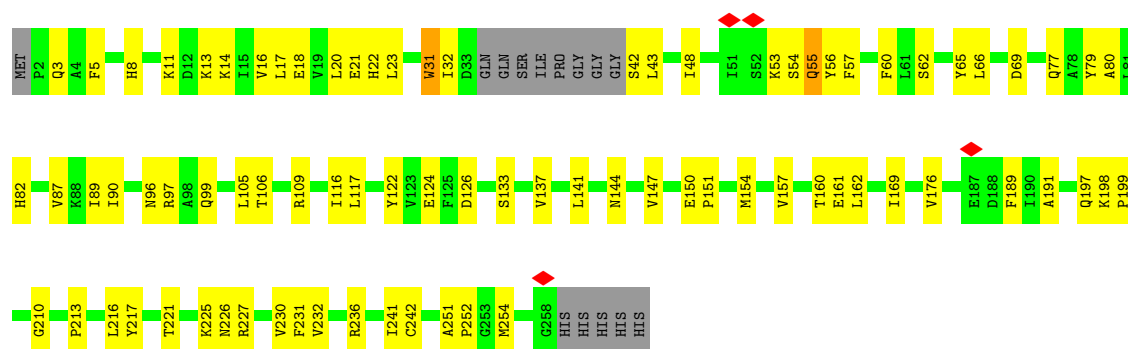 MET P2 Q3 A4 F5 H8 K11 D12 K13 K14 I15 V16 L17 E18 V19 L20 E21 H22 L23 W31 I32 D33 GLN GLN SER ILE PRO GLY GLY GLY S42 L43 I48 I51 S52 K53 S54 Q55 Y56 F57 F60 L61 S62 Y65 L66 D69 Q77 A78 Y79 A80 L81
H82 V87 K88 I89 I90 N96 R97 A98 Q99 L105 T106 R109 I116 L117 Y122 V123 E124 F125 D126 S133 V137 L141 N144 V147 E150 P151 M154 V157 T160 E161 L162 I169 V176 E187 D188 F189 I190 A191 Q197 K198 P199
G210 P213 L216 Y217 T221 K225 N226 R227 V230 F231 V232 R236 I241 C242 A251 P252 G253 M254 G258 HIS HIS HIS HIS HIS